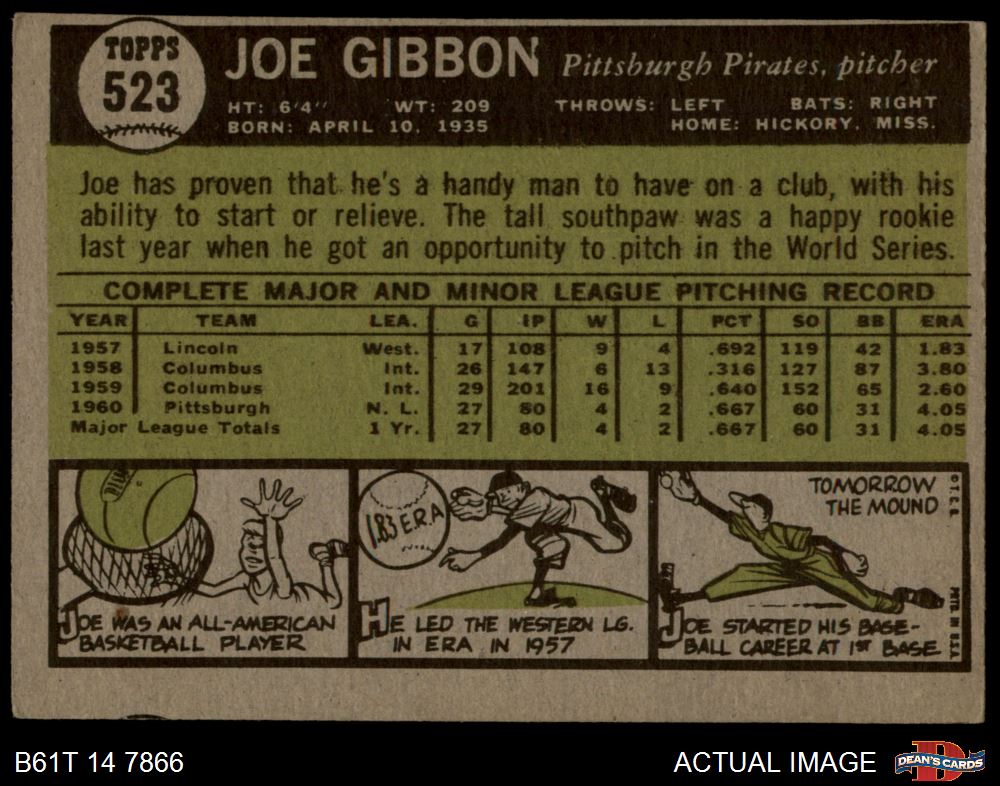 TOPPS
523
JOE GIBBON Pittsburgh Pirates, pitcher
HT: 6'4" WT: 209 THROWS: LEFT BATS: RIGHT
BORN: APRIL 10, 1935 HOME: HICKORY, MISS.
Joe has proven that he's a handy man to have on a club, with his
ability to start or relieve. The tall southpaw was a happy rookie
last year when he got an opportunity to pitch in the World Series.
COMPLETE MAJOR AND MINOR LEAGUE PITCHING RECORD
YEAR TEAM LEA. G IP W L PCT SO BB ERA
1957 Lincoln West. 17 108 9 4 .692 119 42 1.83
1958 Columbus Int. 26 147 6 13 .316 127 87 3.80
1959 Columbus Int. 29 201 16 9 .640 152 65 2.60
1960 Pittsburgh N. L. 27 80 4 2 .667 60 31 4.05
Major League Totals 1 Yr. 27 80 4 2 .667 60 31 4.05
JOE WAS AN ALL-AMERICAN
BASKETBALL PLAYER
1.83 E.R.A
HE LED THE WESTERN LG.
IN ERA IN 1957
TOMORROW
THE MOUND
JOE STARTED HIS BASE-
BALL CAREER AT 1ST BASE
©T.C.G.
PRTD. IN U.S.A.
B61T 14 7866
ACTUAL IMAGE
DEAN'S CARDS